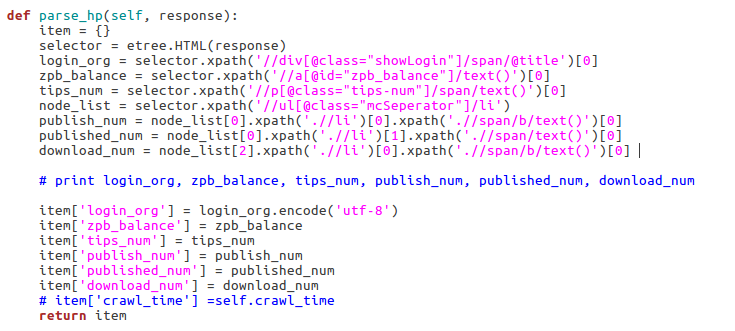 def parse_hp(self, response):
    item = {}
    selector = etree.HTML(response)
    login_org = selector.xpath('//div[@class="showLogin"]/span/@title')[0]
    zpb_balance = selector.xpath('//a[@id="zpb_balance"]/text()')[0]
    tips_num = selector.xpath('//p[@class="tips-num"]/span/text()')[0]
    node_list = selector.xpath('//ul[@class="mcSeperator"]/li')
    publish_num = node_list[0].xpath('.//li')[0].xpath('.//span/b/text()')[0]
    published_num = node_list[0].xpath('.//li')[1].xpath('.//span/text()')[0]
    download_num = node_list[2].xpath('.//li')[0].xpath('.//span/b/text()')[0]

    # print login_org, zpb_balance, tips_num, publish_num, published_num, download_num

    item['login_org'] = login_org.encode('utf-8')
    item['zpb_balance'] = zpb_balance
    item['tips_num'] = tips_num
    item['publish_num'] = publish_num
    item['published_num'] = published_num
    item['download_num'] = download_num
    # item['crawl_time'] =self.crawl_time
    return item